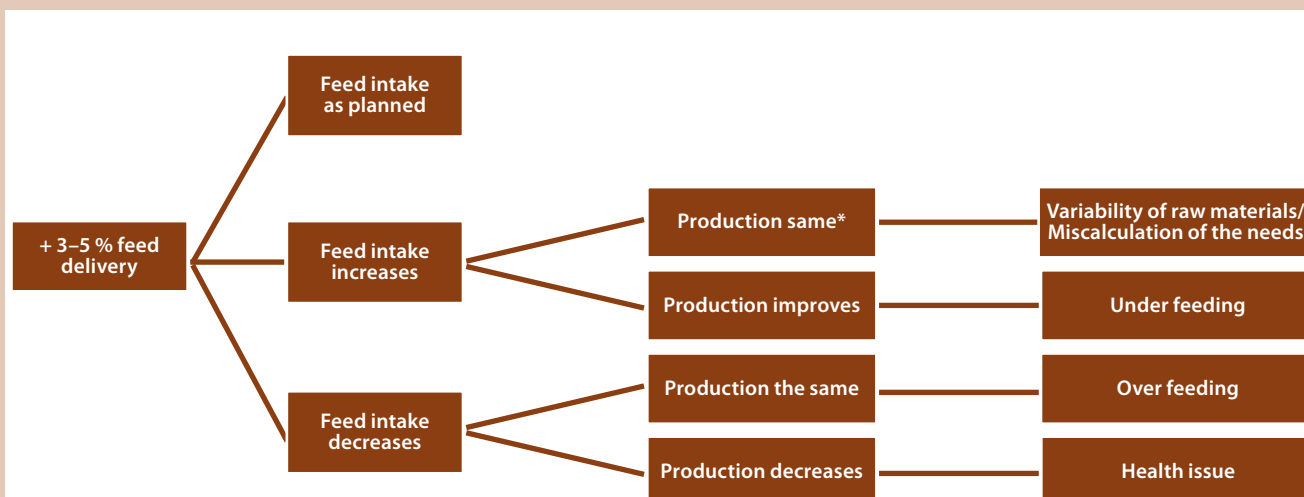 Feed intake
as planned
+ 3–5 % feed
delivery
Feed intake
increases
Production same*
Variability of raw materials/
Miscalculation of the needs
Production improves
Under feeding
Feed intake
decreases
Production the same
Over feeding
Production decreases
Health issue